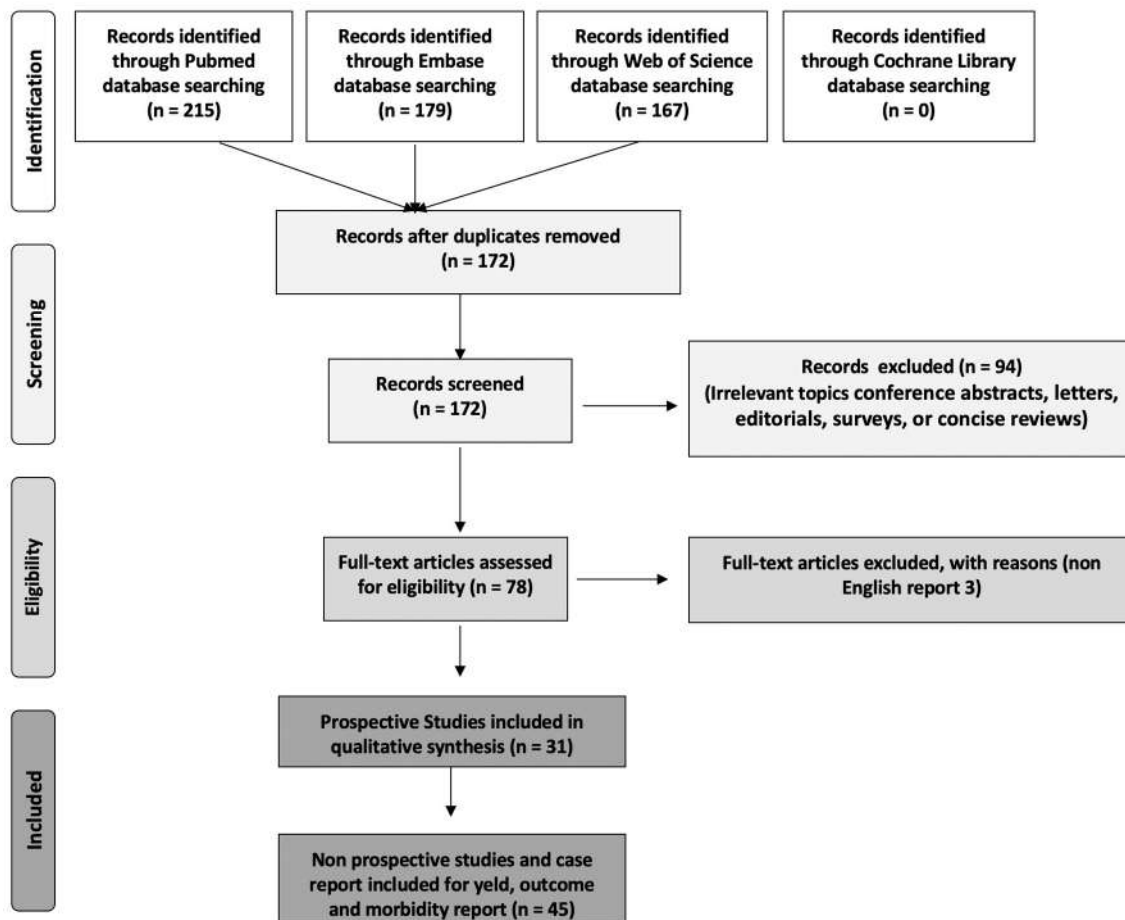 Identification
Records identified
through Pubmed
database searching
(n = 215)
Records identified
through Embase
database searching
(n = 179)
Records identified
through Web of Science
database searching
(n = 167)
Records identified
through Cochrane Library
database searching
(n = 0)
Records after duplicates removed
(n = 172)
Screening
Records screened
(n = 172)
Records excluded (n = 94)
(Irrelevant topics conference abstracts, letters,
editorials, surveys, or concise reviews)
Eligibility
Full-text articles assessed
for eligibility (n = 78)
Full-text articles excluded, with reasons (non
English report 3)
Included
Prospective Studies included in
qualitative synthesis (n = 31)
Non prospective studies and case
report included for yeld, outcome
and morbidity report (n = 45)